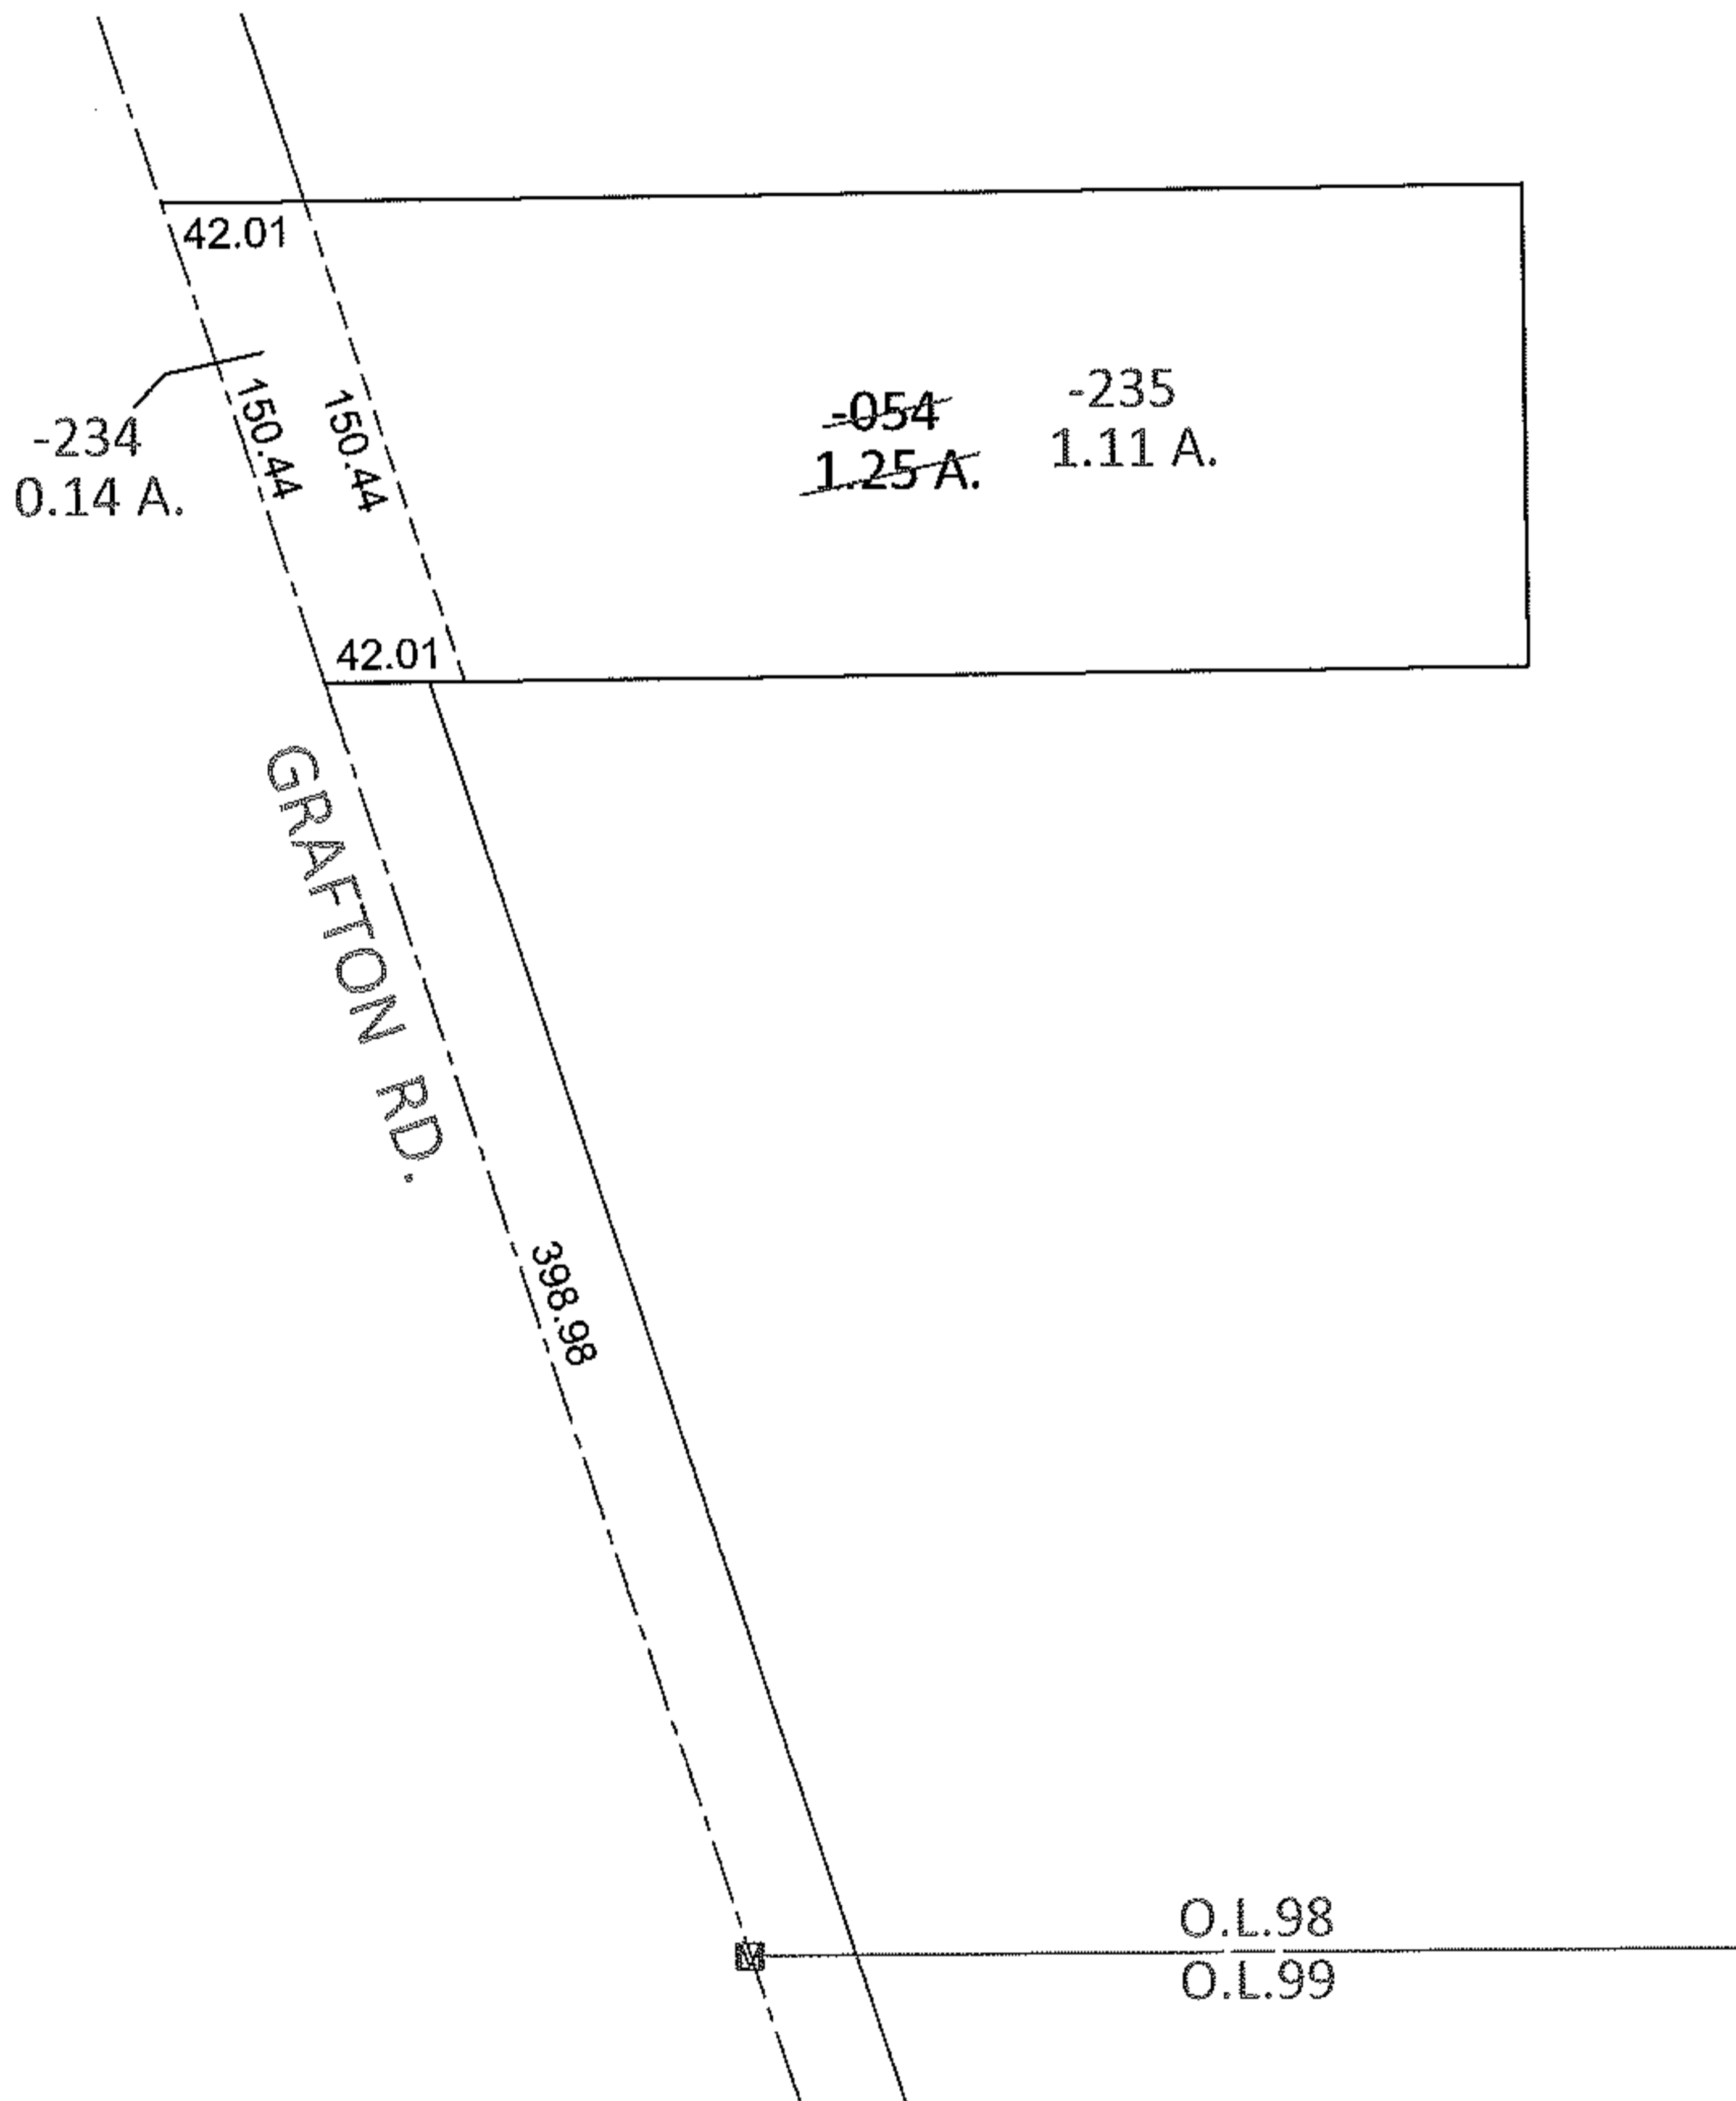 42.01
-234
0.14 A.
150.44
150.44
-054
1.25 A.
-235
1.11 A.
42.01
GRAFTON RD.
398.98
O.L.98
O.L.99